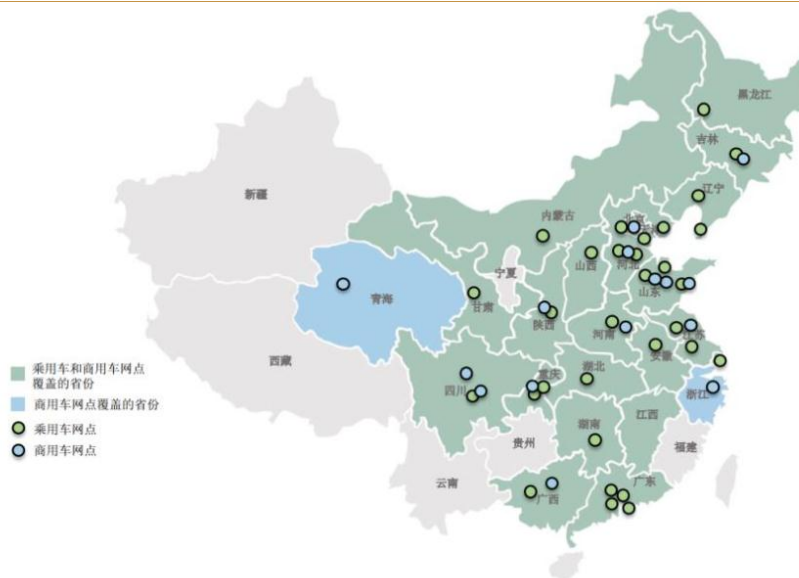 黑龙江
吉林
辽宁
新疆
内蒙古
北京
宁夏
山西
河北
青海
甘肃
山东
陕西
河南
江苏
西藏
安徽
重庆
湖北
四川
浙江
江西
湖南
贵州
福建
云南
广东
广西
乘用车和商用车网点
覆盖的省份
商用车网点覆盖的省份
乘用车网点
商用车网点